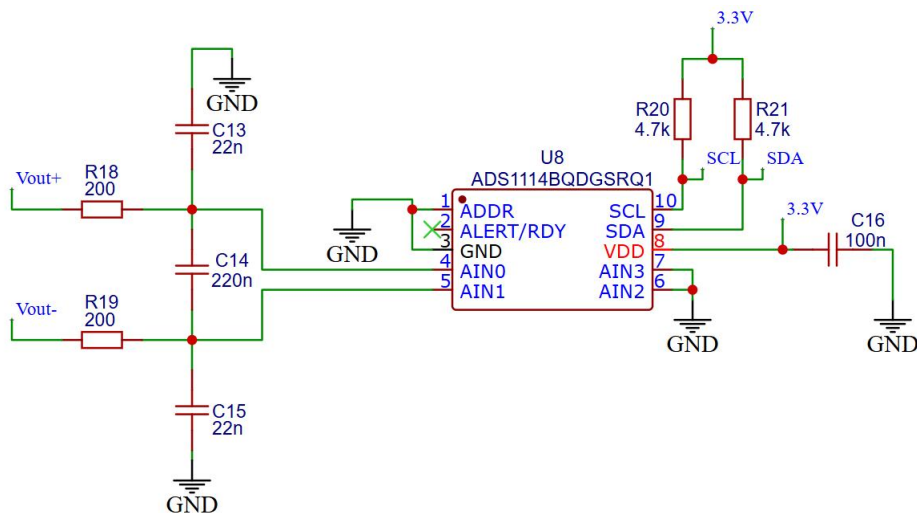 3.3V
GND
C13
22n
R20
4.7k
R21
4.7k
SCL
SDA
U8
ADS1114BQDGSRQ1
Vout+
R18
200
1
ADDR
SCL
10
2
ALERT/RDY
SDA
9
3
GND
VDD
8
4
AIN0
AIN3
7
5
AIN1
AIN2
6
GND
3.3V
C16
100n
C14
220n
Vout-
R19
200
GND
GND
C15
22n
GND